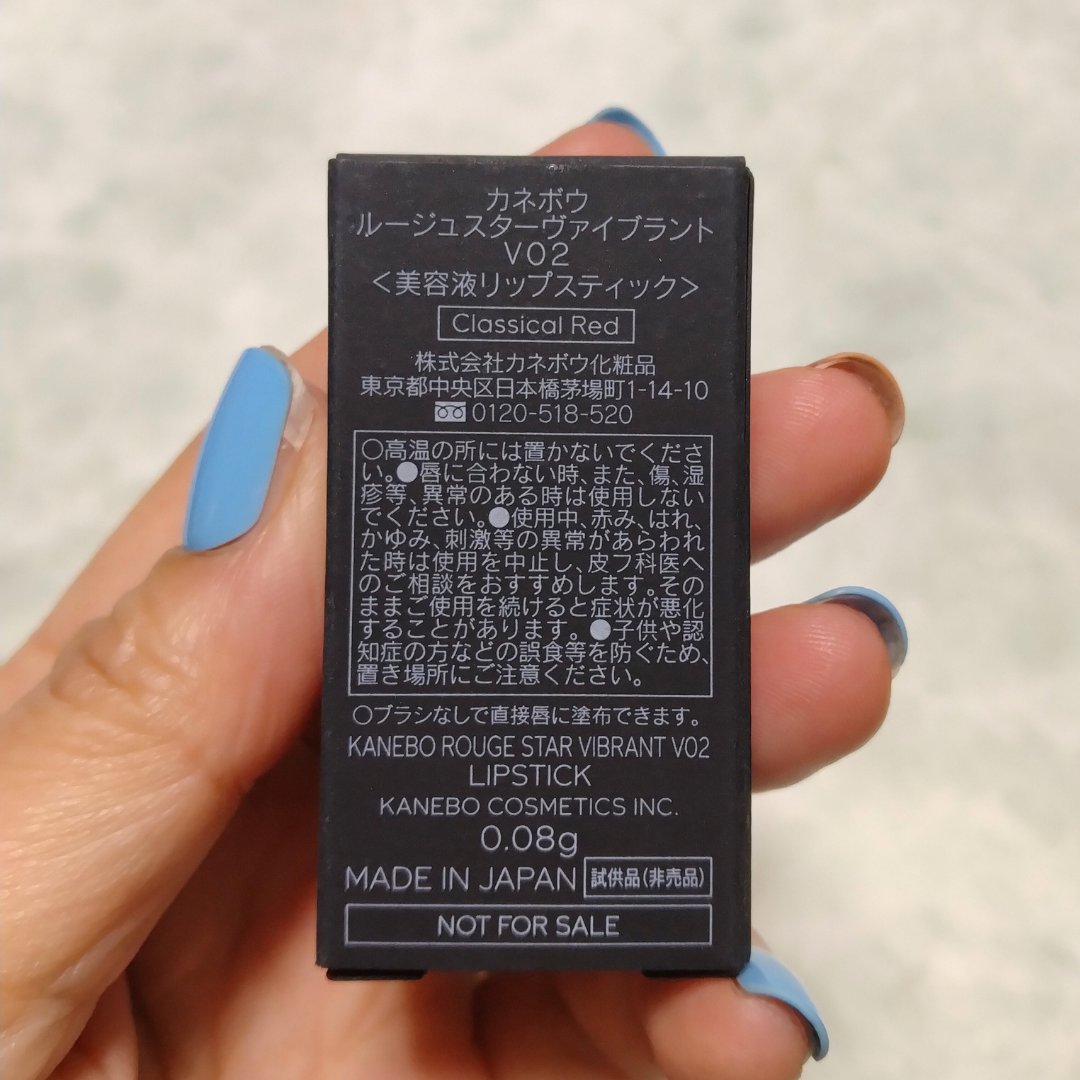 カネボウ
ルージュスターヴァイブラント
V02
<美容液リップスティック>
Classical Red
株式会社カネボウ化粧品
東京都中央区日本橋茅場町1-14-10
0120-518-520
○高温の所には置かないでくださ
い。●唇に合わない時、また、傷、湿
疹等、異常のある時は使用しない
でください。●使用中、赤み、はれ、
かゆみ、刺激等の異常があらわれ
た時は使用を中止し、皮フ科医へ
のご相談をおすすめします。その
ままご使用を続けると症状が悪化
することがあります。●子供や認
知症の方などの誤食等を防ぐため、
置き場所にご注意ください。
○ブラシなしで直接唇に塗布できます。
KANEBO ROUGE STAR VIBRANT V02
LIPSTICK
KANEBO COSMETICS INC.
0.08g
MADE IN JAPAN 試供品(非売品)
NOT FOR SALE